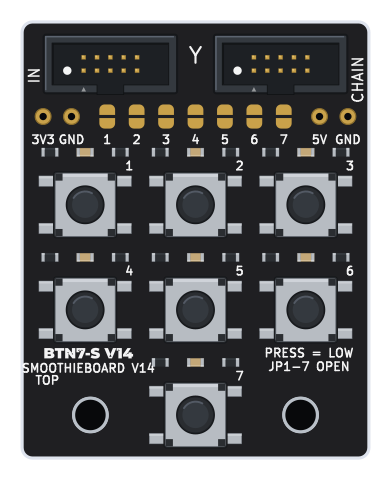 IN
Y
CHAIN
3V3 GND 1 2 3 4 5 6 7 5V GND
1 2 3
4 5 6
BTN7-S V14
SMOOTHIEBOARD V14
TOP
PRESS = LOW
JP1-7 OPEN
7